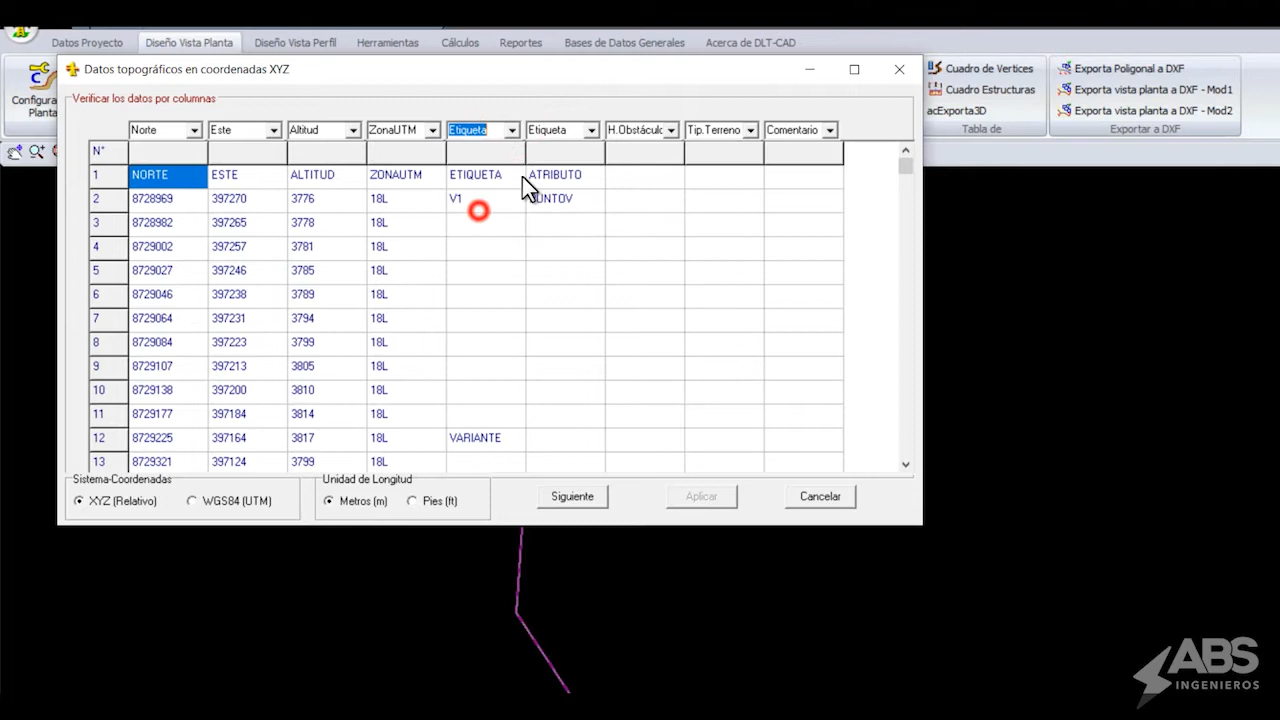 Datos Proyecto Diseño Vista Planta Diseño Vista Perfil Herramientas Cálculos Reportes Bases de Datos Generales Acerca de DLT-CAD
Configura
Planta
Cuadro de Vertices
Cuadro Estructuras
acExporta3D
Tabla de
Exporta Poligonal a DXF
Exporta vista planta a DXF - Mod1
Exporta vista planta a DXF - Mod2
Exportar a DXF
Datos topográficos en coordenadas XYZ
Verificar los datos por columnas
Norte Este Altitud ZonaUTM Etiqueta Etiqueta H.Obstáculo Tip.Terreno Comentario
N°
1 NORTE ESTE ALTITUD ZONAUTM ETIQUETA ATRIBUTO
2 8728969 397270 3776 18L V1 UNTOV
3 8728982 397265 3778 18L
4 8729002 397257 3781 18L
5 8729027 397246 3785 18L
6 8729046 397238 3789 18L
7 8729064 397231 3794 18L
8 8729084 397223 3799 18L
9 8729107 397213 3805 18L
10 8729138 397200 3810 18L
11 8729177 397184 3814 18L
12 8729225 397164 3817 18L VARIANTE
13 8729321 397124 3799 18L
Sistema-Coordenadas
XYZ (Relativo) WGS84 (UTM)
Unidad de Longitud
Metros (m) Pies (ft)
Siguiente Aplicar Cancelar
ABS
INGENIEROS